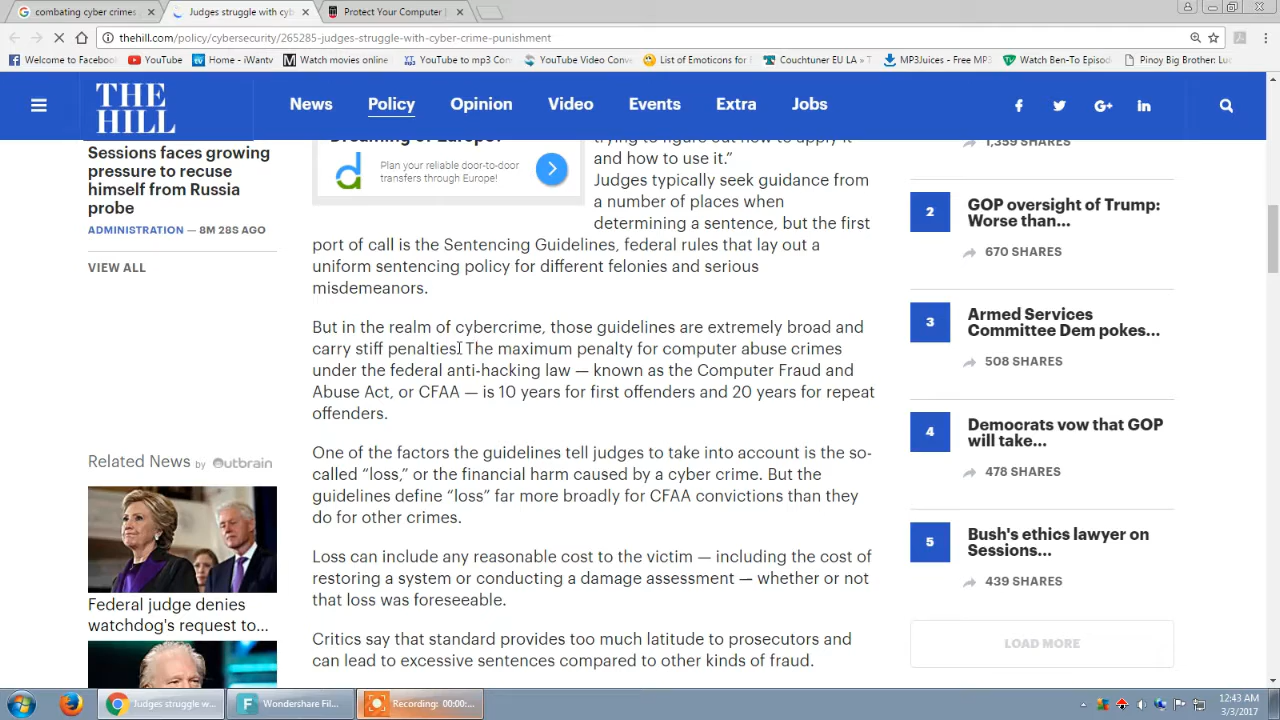 combating cyber crimes
Judges struggle with cyb
Protect Your Computer |
thehill.com/policy/cybersecurity/265285-judges-struggle-with-cyber-crime-punishment
Welcome to Facebook
YouTube
Home - iWantv
Watch movies online
YouTube to mp3 Com
YouTube Video Conve
List of Emoticons for F
Couchtuner EU LA » T
MP3Juices - Free MP3
Watch Ben-To Episod
Pinoy Big Brother: Luc
THE
HILL
News
Policy
Opinion
Video
Events
Extra
Jobs
Sessions faces growing
pressure to recuse
himself from Russia
probe
ADMINISTRATION — 8M 28S AGO
VIEW ALL
Related News by Outbrain
Federal judge denies
watchdog's request to...
Dreaming of Europe?
Plan your reliable door-to-door
transfers through Europe!
trying to figure out how to apply it
and how to use it.”
Judges typically seek guidance from
a number of places when
determining a sentence, but the first
port of call is the Sentencing Guidelines, federal rules that lay out a
uniform sentencing policy for different felonies and serious
misdemeanors.
But in the realm of cybercrime, those guidelines are extremely broad and
carry stiff penalties. The maximum penalty for computer abuse crimes
under the federal anti-hacking law — known as the Computer Fraud and
Abuse Act, or CFAA — is 10 years for first offenders and 20 years for repeat
offenders.
One of the factors the guidelines tell judges to take into account is the so-
called “loss,” or the financial harm caused by a cyber crime. But the
guidelines define “loss” far more broadly for CFAA convictions than they
do for other crimes.
Loss can include any reasonable cost to the victim — including the cost of
restoring a system or conducting a damage assessment — whether or not
that loss was foreseeable.
Critics say that standard provides too much latitude to prosecutors and
can lead to excessive sentences compared to other kinds of fraud.
1,359 SHARES
2
GOP oversight of Trump:
Worse than...
670 SHARES
3
Armed Services
Committee Dem pokes...
508 SHARES
4
Democrats vow that GOP
will take...
478 SHARES
5
Bush's ethics lawyer on
Sessions...
439 SHARES
LOAD MORE
Judges struggle w...
Wondershare Fil...
Recording: 00:00:...
12:43 AM
3/3/2017